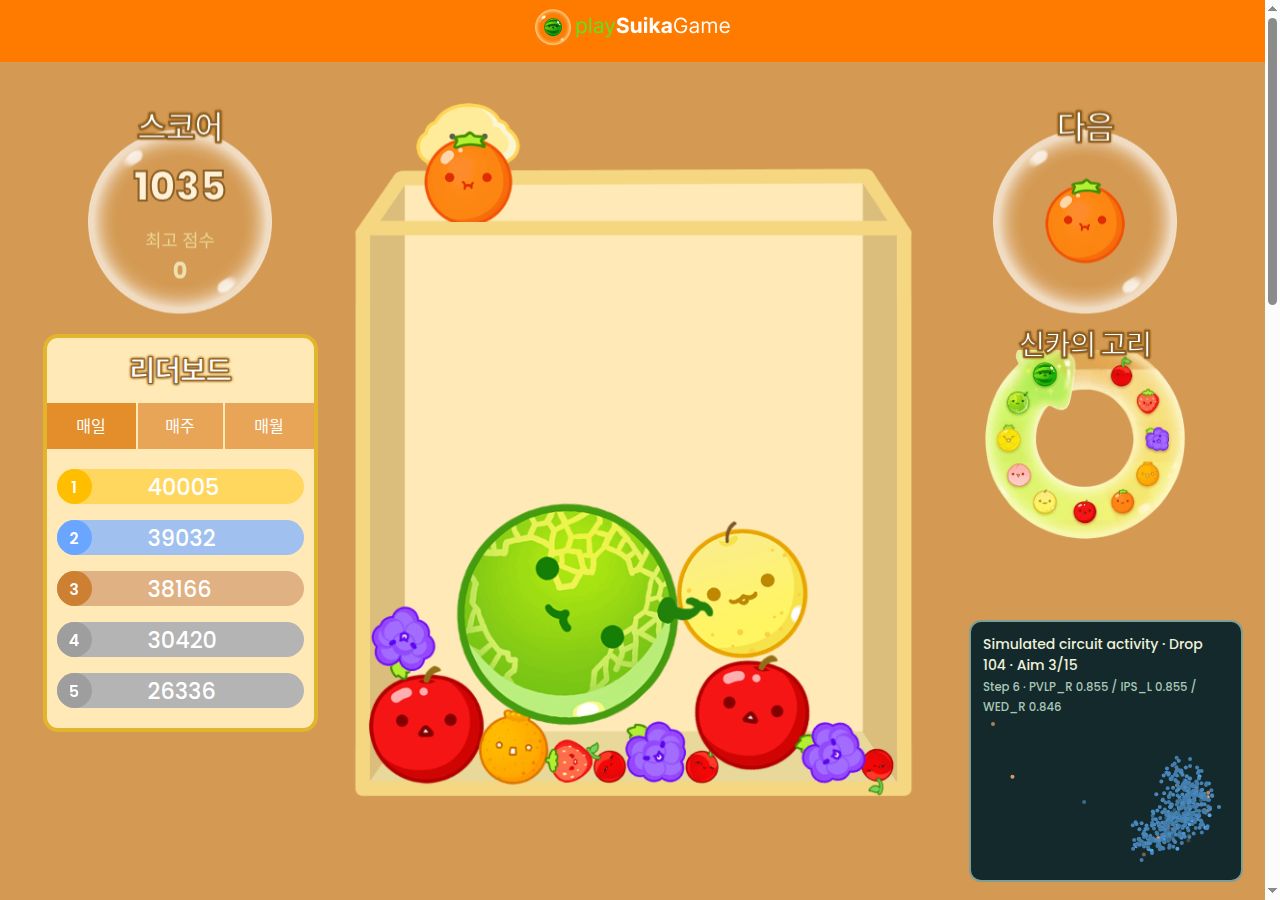 playSuikaGame
스코어
1035
최고 점수
0
리더보드
매일 매주 매월
1 40005
2 39032
3 38166
4 30420
5 26336
다음
신카의 고리
Simulated circuit activity · Drop
104 · Aim 3/15
Step 6 · PVLP_R 0.855 / IPS_L 0.855 /
WED_R 0.846